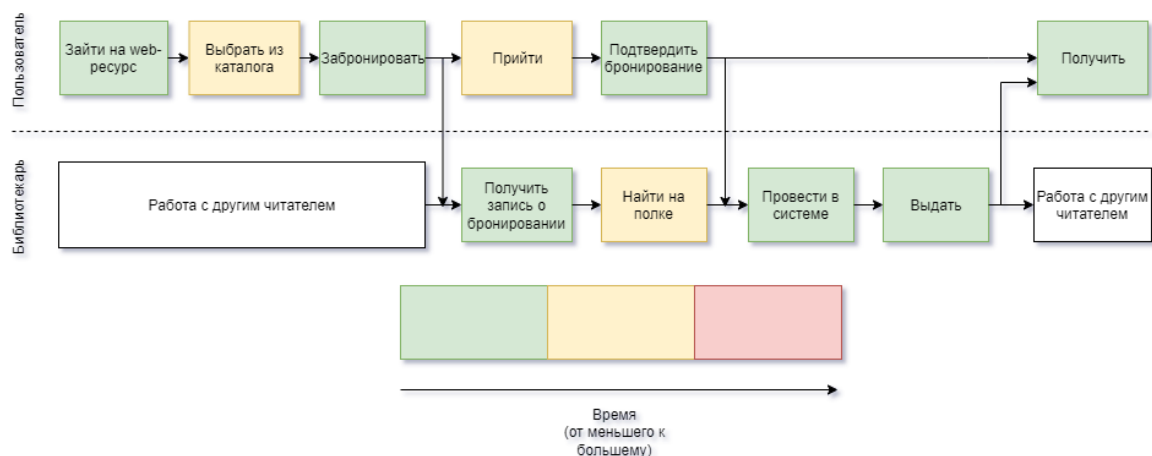 Пользователь
Зайти на web-
ресурс
Выбрать из
каталога
Забронировать
Прийти
Подтвердить
бронирование
Получить
Библиотекарь
Работа с другим читателем
Получить
запись о
бронировании
Найти на
полке
Провести в
системе
Выдать
Работа с другим
читателем
Время
(от меньшего к
большему)